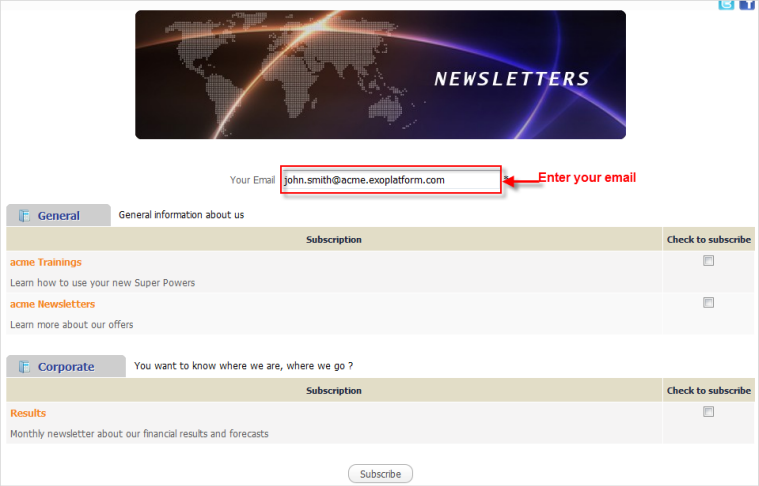 NEWSLETTERS
Your Email john.smith@acme.exoplatform.com * Enter your email
General General information about us
Subscription Check to subscribe
acme Trainings
Learn how to use your new Super Powers
acme Newsletters
Learn more about our offers
Corporate You want to know where we are, where we go ?
Subscription Check to subscribe
Results
Monthly newsletter about our financial results and forecasts
Subscribe